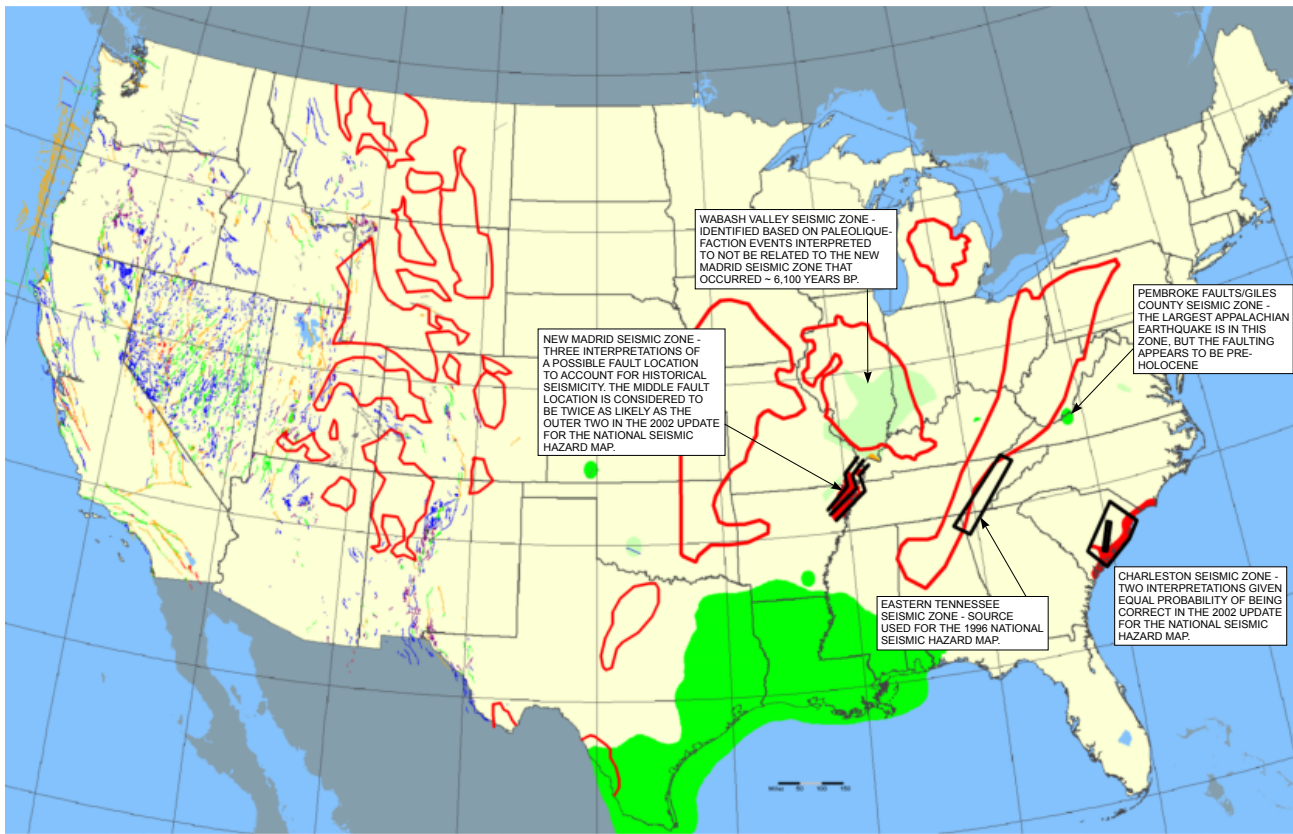 WABASH VALLEY SEISMIC ZONE -
IDENTIFIED BASED ON PALEOLIQUE-
FACTION EVENTS INTERPRETED
TO NOT BE RELATED TO THE NEW
MADRID SEISMIC ZONE THAT
OCCURRED ~ 6,100 YEARS BP.
PEMBROKE FAULTS/GILES
COUNTY SEISMIC ZONE -
THE LARGEST APPALACHIAN
EARTHQUAKE IS IN THIS
ZONE, BUT THE FAULTING
APPEARS TO BE PRE-
HOLOCENE
NEW MADRID SEISMIC ZONE -
THREE INTERPRETATIONS OF
A POSSIBLE FAULT LOCATION
TO ACCOUNT FOR HISTORICAL
SEISMICITY. THE MIDDLE FAULT
LOCATION IS CONSIDERED TO
BE TWICE AS LIKELY AS THE
OUTER TWO IN THE 2002 UPDATE
FOR THE NATIONAL SEISMIC
HAZARD MAP.
EASTERN TENNESSEE
SEISMIC ZONE - SOURCE
USED FOR THE 1996 NATIONAL
SEISMIC HAZARD MAP.
CHARLESTON SEISMIC ZONE -
TWO INTERPRETATIONS GIVEN
EQUAL PROBABILITY OF BEING
CORRECT IN THE 2002 UPDATE
FOR THE NATIONAL SEISMIC
HAZARD MAP.
Miles 50 100 150